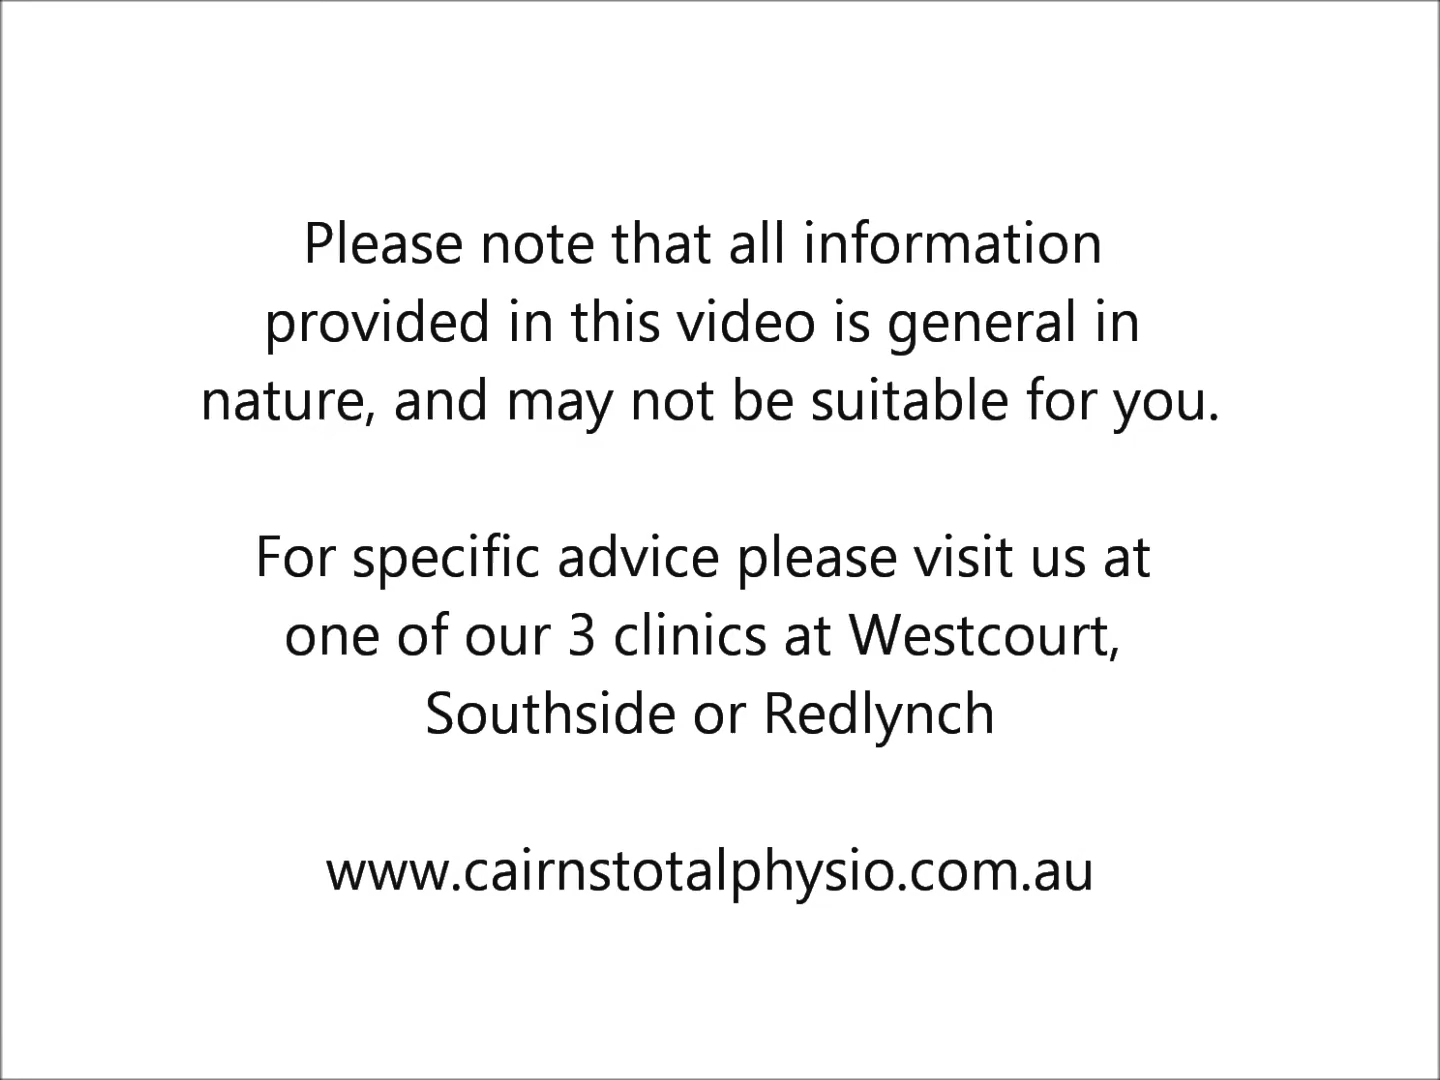 Please note that all information
provided in this video is general in
nature, and may not be suitable for you.
For specific advice please visit us at
one of our 3 clinics at Westcourt,
Southside or Redlynch
www.cairnstotalphysio.com.au